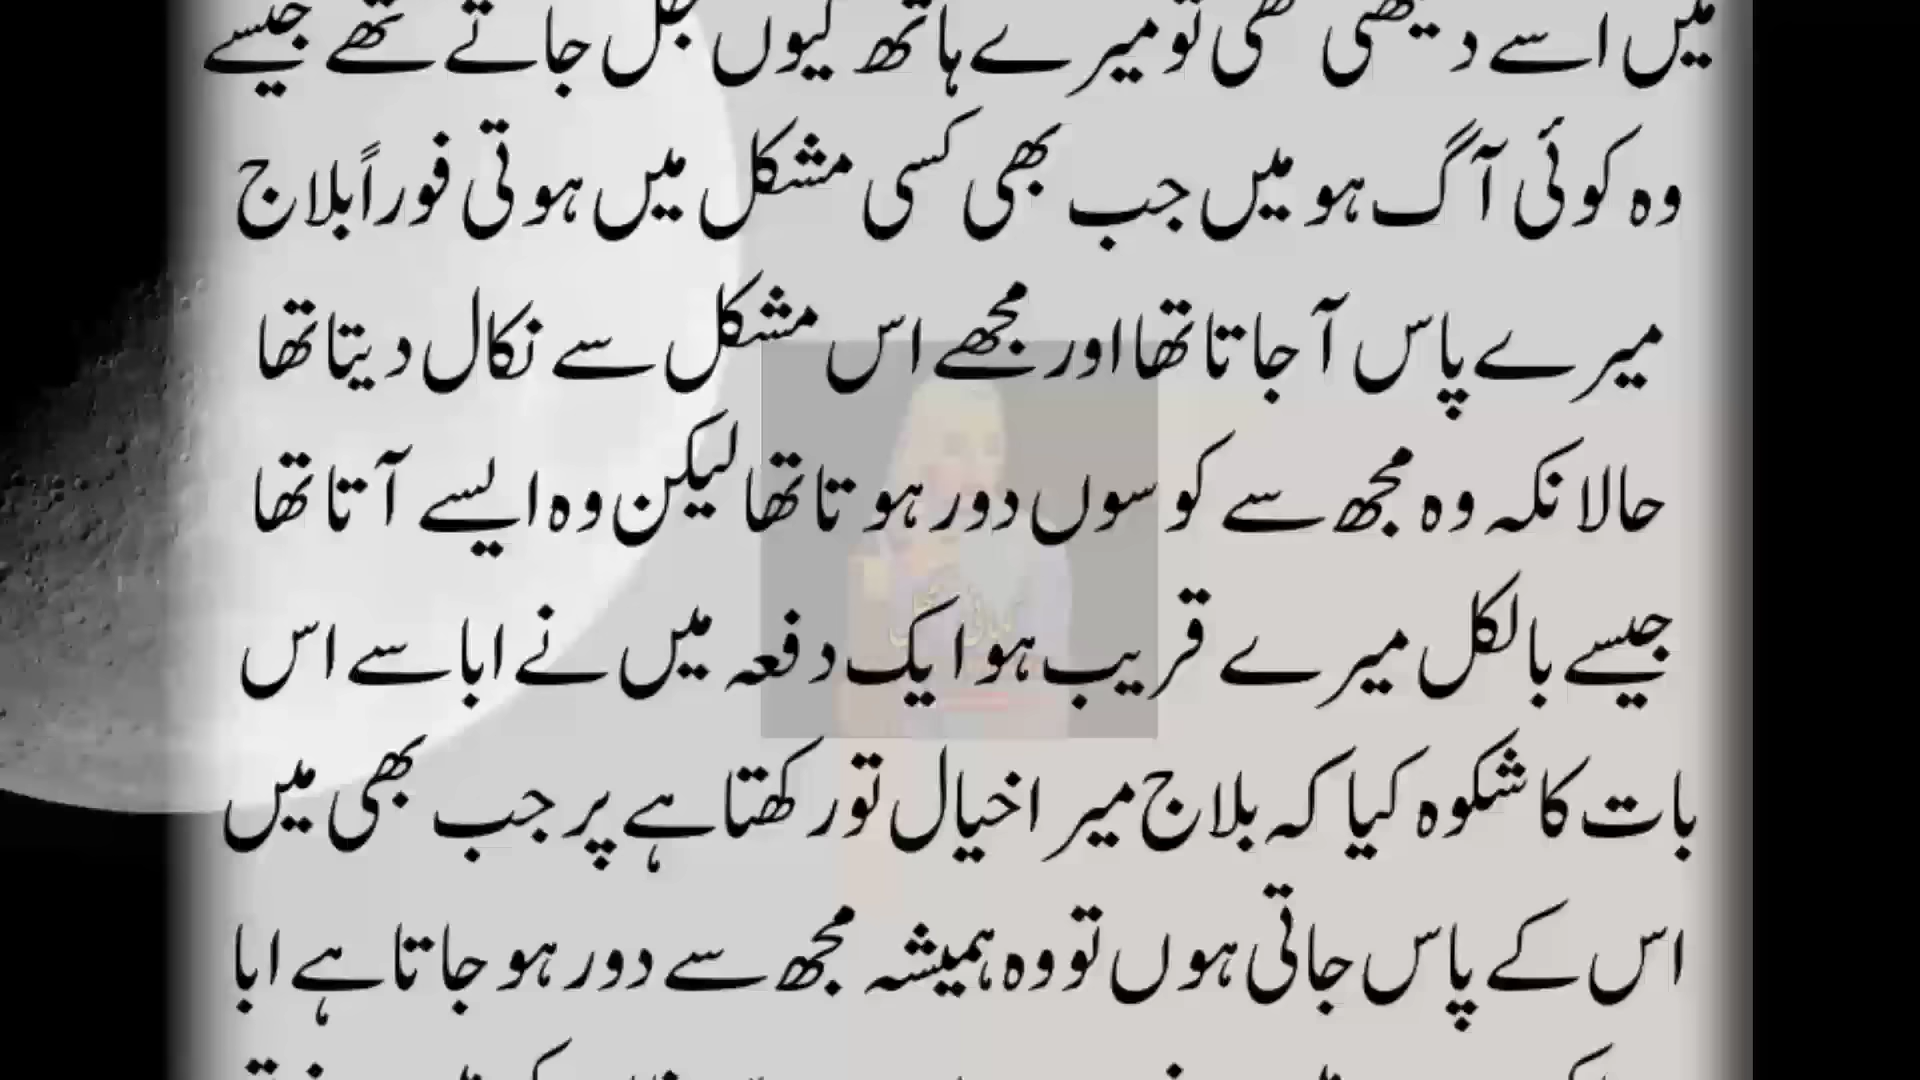 میں اسے دیکھتی تھی تو میرے ہاتھ کیوں جل جاتے تھے جیسے
وہ کوئی آگ ہو میں جب بھی کسی مشکل میں ہوتی فوراً بلاج
میرے پاس آ جاتا تھا اور مجھے اس مشکل سے نکال دیتا تھا
حالانکہ وہ مجھ سے کوسوں دور ہوتا تھا لیکن وہ ایسے آتا تھا
جیسے بالکل میرے قریب ہو ایک دفعہ میں نے ابا سے اس
بات کا شکوہ کیا کہ بلاج میرا خیال تو رکھتا ہے پر جب بھی میں
اس کے پاس جاتی ہوں تو وہ ہمیشہ مجھ سے دور ہو جاتا ہے ابا